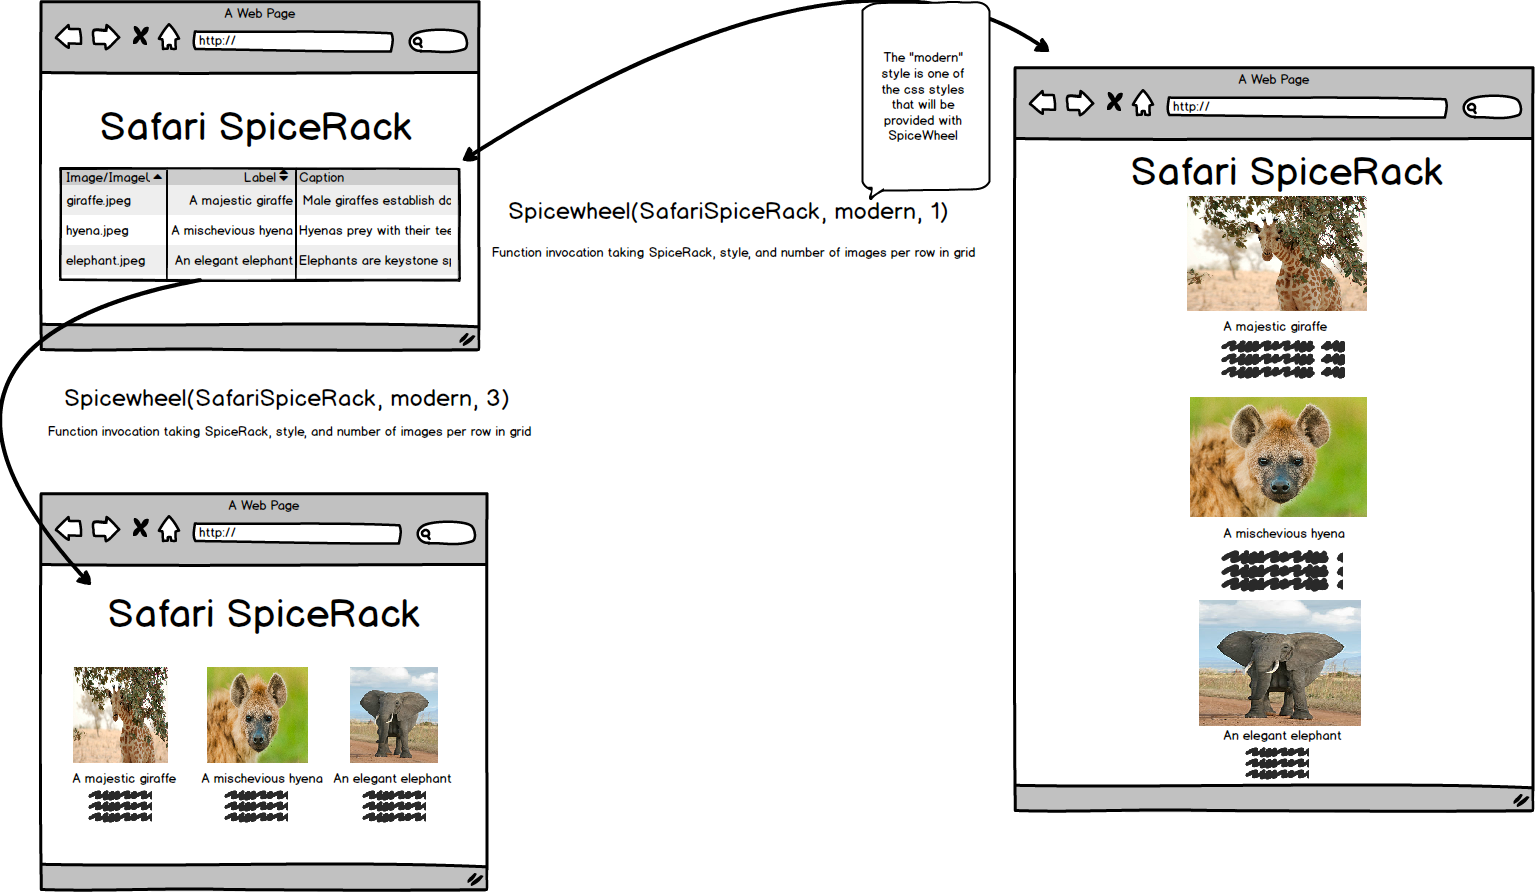 A Web Page
http://
Safari SpiceRack
Image/Imagel Label Caption
giraffe.jpeg A majestic giraffe Male giraffes establish do
hyena.jpeg A mischevious hyena Hyenas prey with their tee
elephant.jpeg An elegant elephant Elephants are keystone sp
The "modern"
style is one of
the css styles
that will be
provided with
SpiceWheel
Spicewheel(SafariSpiceRack, modern, 1)
Function invocation taking SpiceRack, style, and number of images per row in grid
Spicewheel(SafariSpiceRack, modern, 3)
Function invocation taking SpiceRack, style, and number of images per row in grid
A Web Page
http://
Safari SpiceRack
A majestic giraffe A mischevious hyena An elegant elephant
A Web Page
http://
Safari SpiceRack
A majestic giraffe
A mischevious hyena
An elegant elephant